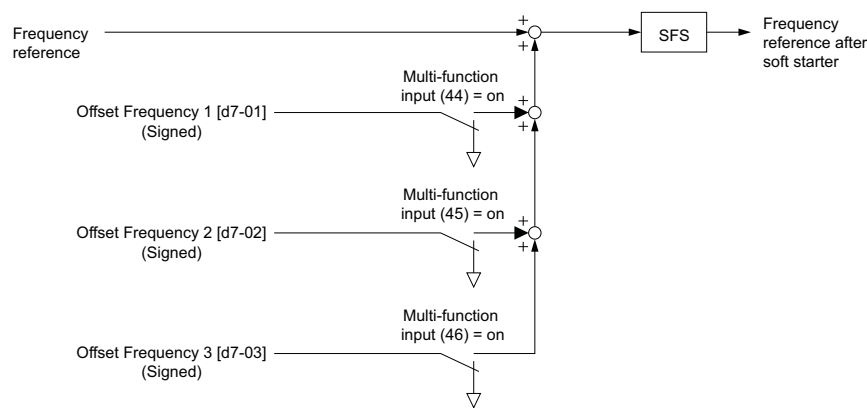 Frequency
reference
+
+
SFS
Frequency
reference after
soft starter
Multi-function
input (44) = on
Offset Frequency 1 [d7-01]
(Signed)
+
+
Multi-function
input (45) = on
Offset Frequency 2 [d7-02]
(Signed)
+
+
Multi-function
input (46) = on
Offset Frequency 3 [d7-03]
(Signed)